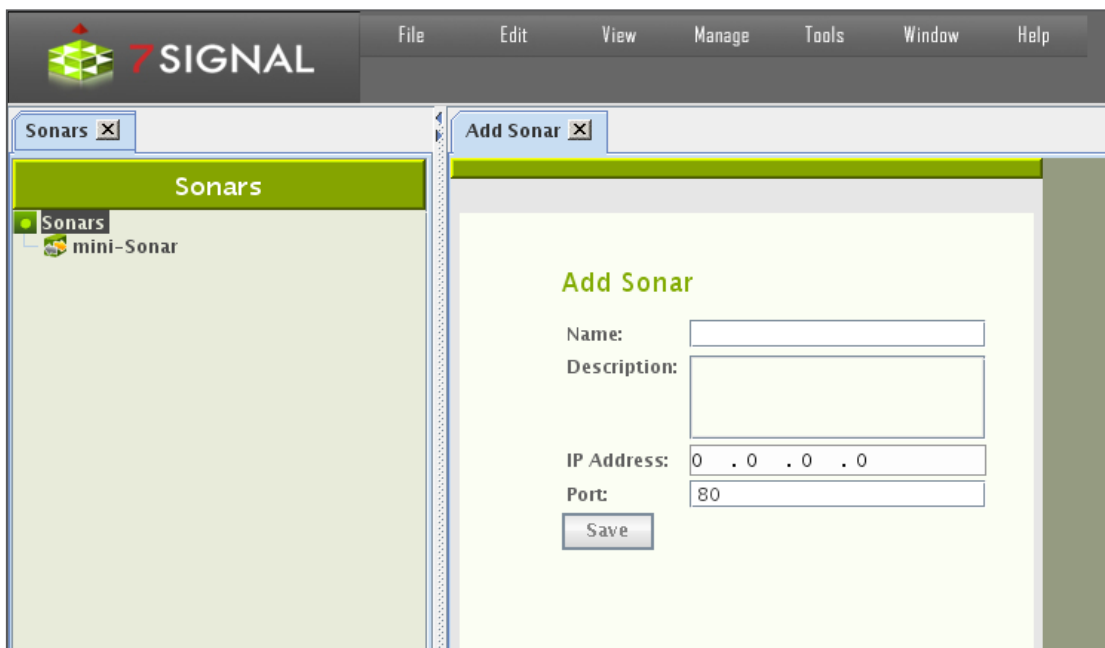 7SIGNAL
File Edit View Manage Tools Window Help
Sonars
Add Sonar
Sonars
Sonars
mini-Sonar
Add Sonar
Name:
Description:
IP Address: 0 . 0 . 0 . 0
Port: 80
Save